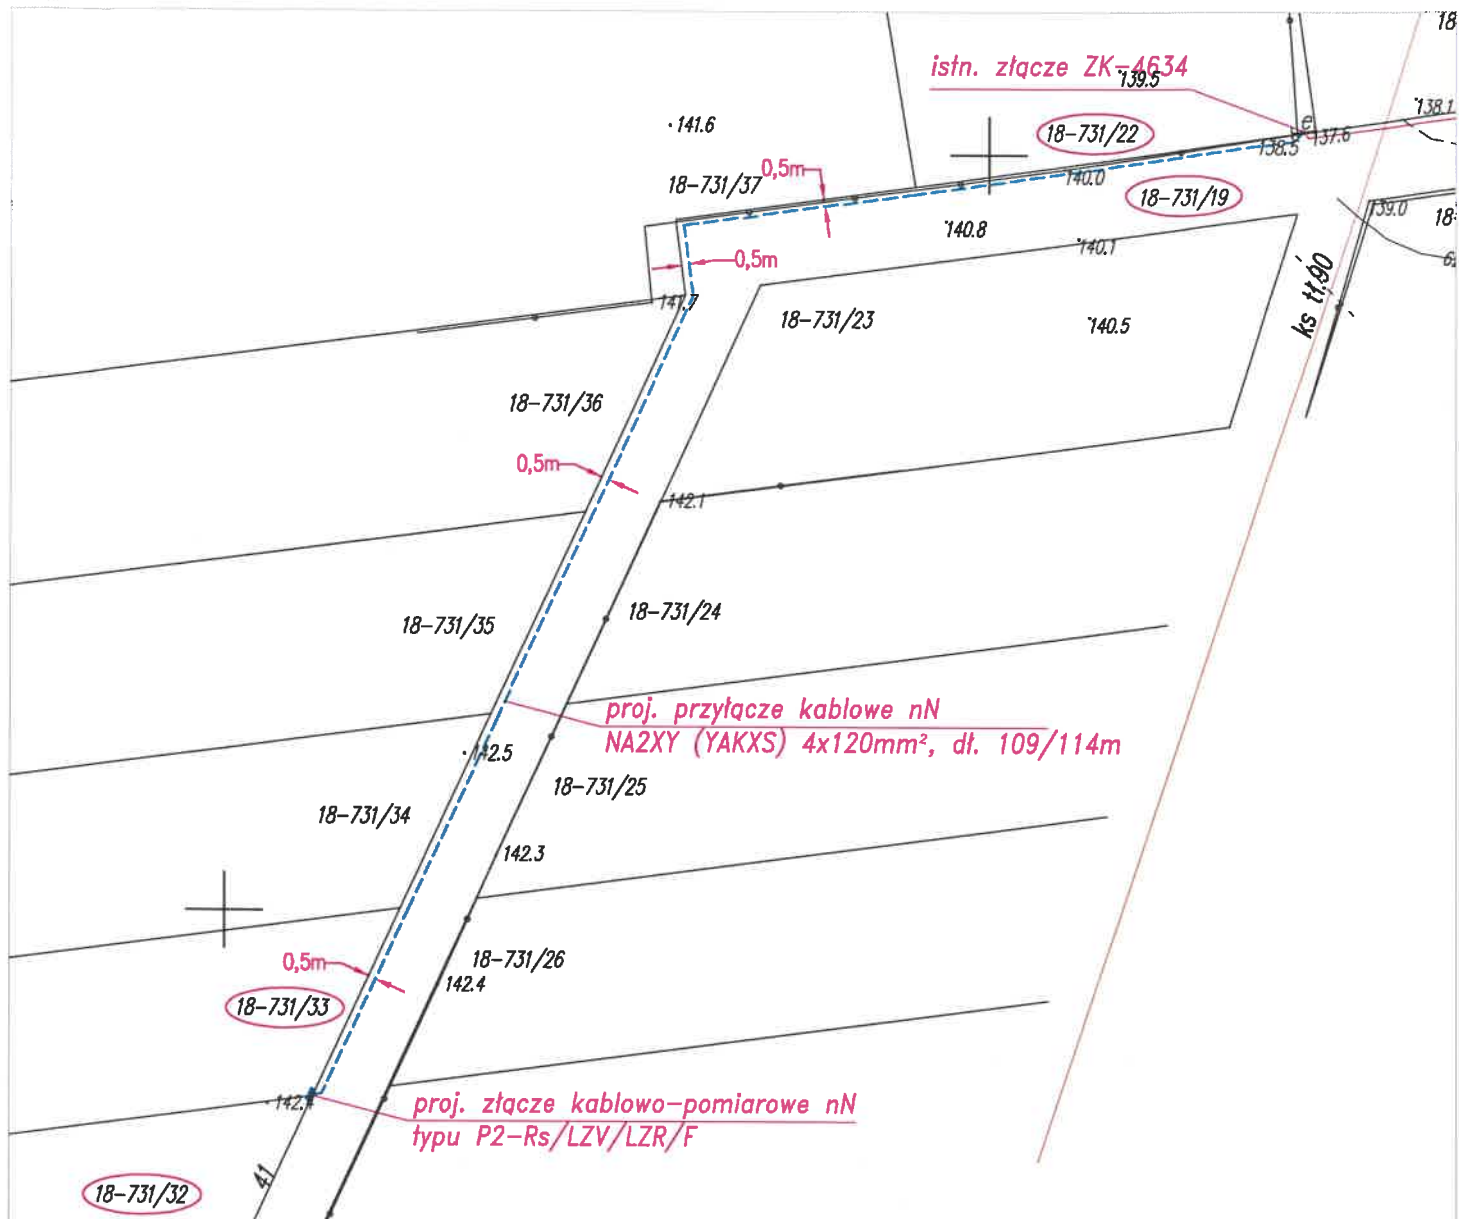 18-
istn. złącze ZK-4634
139.5
138.1
141.6
18-731/22
e
137.6
138.5
0,5m
18-731/37
140.0
18-731/19
139.0
18-
140.8
140.1
0,5m
ks tł.90
141.7
18-731/23
140.5
18-731/36
0,5m
142.1
18-731/35
18-731/24
proj. przyłącze kablowe nN
NA2XY (YAKXS) 4x120mm², dł. 109/114m
142.5
18-731/25
18-731/34
142.3
0,5m
18-731/26
142.4
18-731/33
proj. złącze kablowo-pomiarowe nN
typu P2-Rs/LZV/LZR/F
41
18-731/32